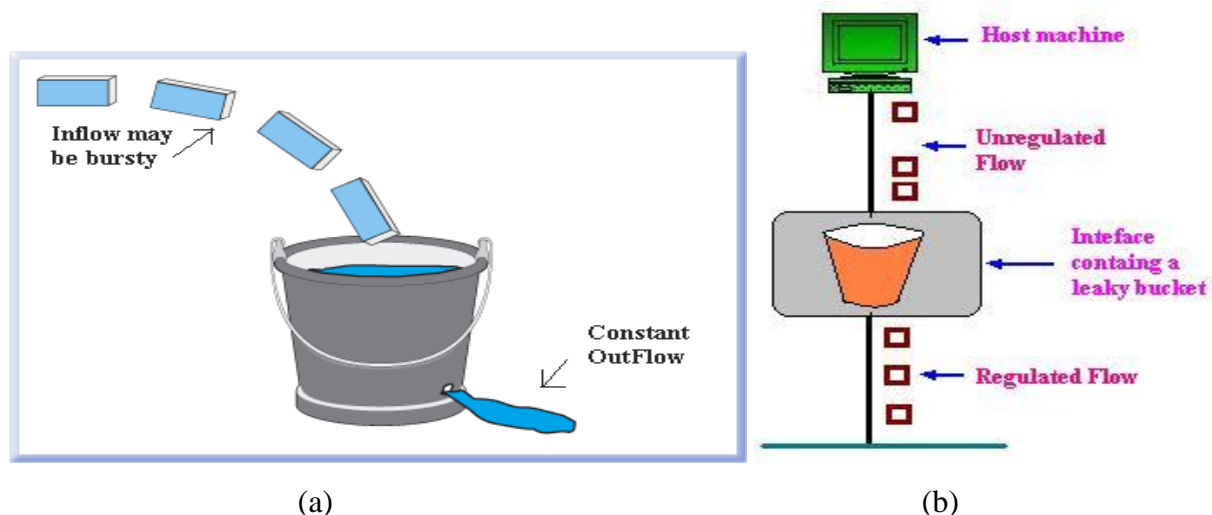 Inflow may
be bursty
Constant
OutFlow
(a)
Host machine
Unregulated
Flow
Inteface
containg a
leaky bucket
Regulated Flow
(b)